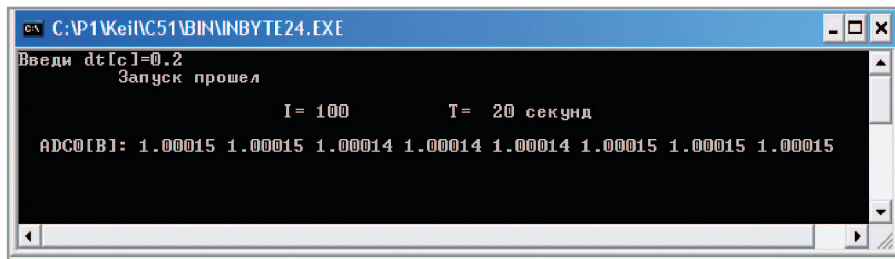 C:\P1\Keil\C51\BIN\INBYTE24.EXE
Введи dt[c]=0.2
Запуск прошел
I= 100 T= 20 секунд
ADC0[B]: 1.00015 1.00015 1.00014 1.00014 1.00014 1.00015 1.00015 1.00015